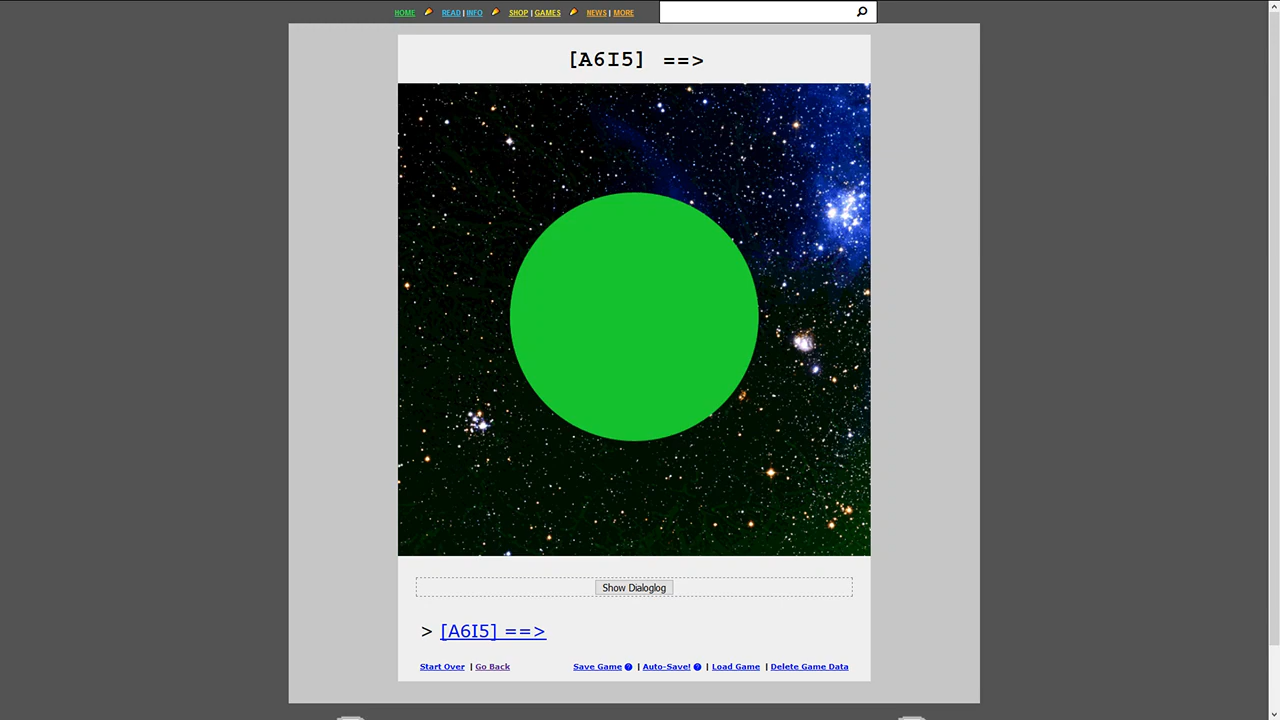 HOME READ | INFO SHOP | GAMES NEWS | MORE
[A6I5] ==>
Show Dialoglog
> [A6I5] ==>
Start Over | Go Back Save Game ? | Auto-Save! ? | Load Game | Delete Game Data